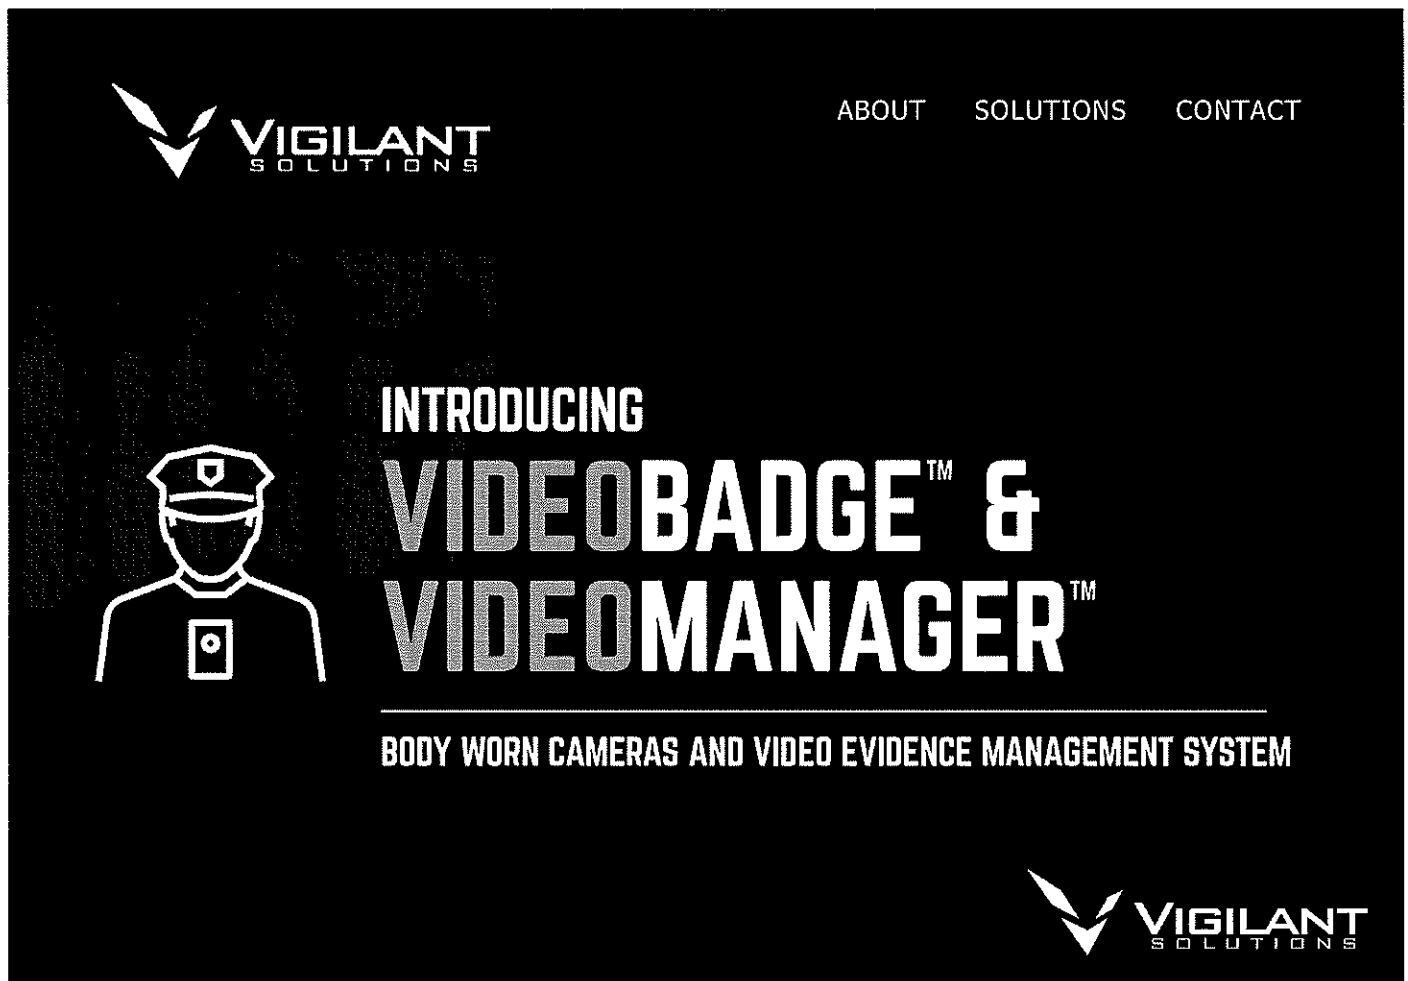 VIGILANT
SOLUTIONS
ABOUT SOLUTIONS CONTACT
INTRODUCING
VIDEOBADGE™ &
VIDEOMANAGER™
BODY WORN CAMERAS AND VIDEO EVIDENCE MANAGEMENT SYSTEM
VIGILANT
SOLUTIONS